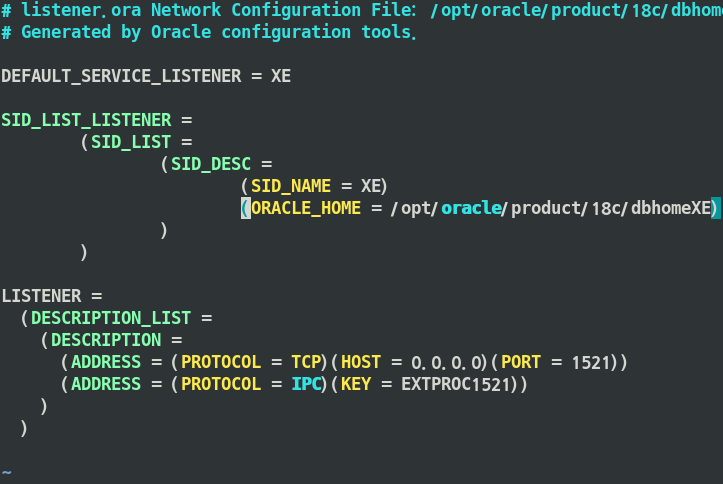 # listener.ora Network Configuration File: /opt/oracle/product/18c/dbhome
# Generated by Oracle configuration tools.
DEFAULT_SERVICE_LISTENER = XE
SID_LIST_LISTENER =
(SID_LIST =
(SID_DESC =
(SID_NAME = XE)
(ORACLE_HOME = /opt/oracle/product/18c/dbhomeXE)
)
)
LISTENER =
(DESCRIPTION_LIST =
(DESCRIPTION =
(ADDRESS = (PROTOCOL = TCP)(HOST = 0.0.0.0)(PORT = 1521))
(ADDRESS = (PROTOCOL = IPC)(KEY = EXTPROC1521))
)
)
~